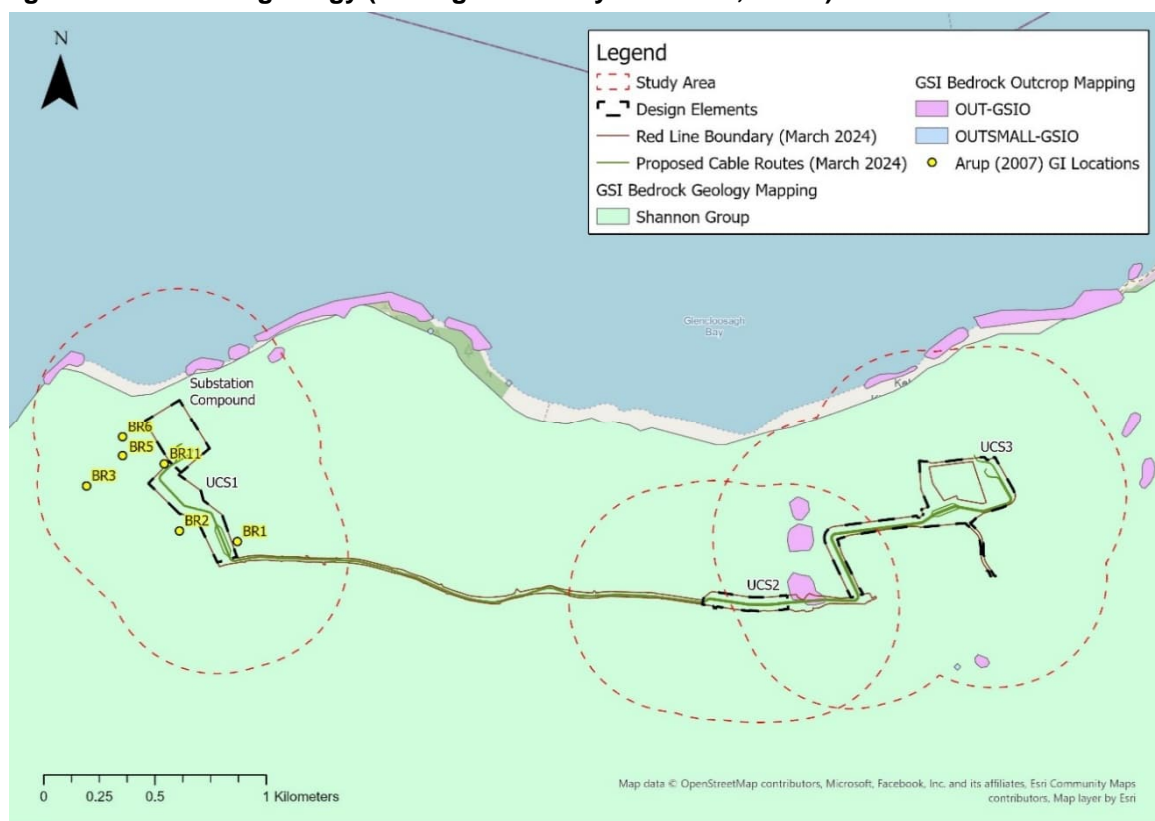 N
Legend
Study Area
Design Elements
Red Line Boundary (March 2024)
Proposed Cable Routes (March 2024)
GSI Bedrock Geology Mapping
Shannon Group
GSI Bedrock Outcrop Mapping
OUT-GSIO
OUTSMALL-GSIO
Arup (2007) GI Locations
Glencloosagh
Bay
Substation
Compound
BR6
BR5
BR11
BR3
UCS1
BR2
BR1
UCS3
UCS2
0 0.25 0.5 1 Kilometers
Map data © OpenStreetMap contributors, Microsoft, Facebook, Inc. and its affiliates, Esri Community Maps
contributors, Map layer by Esri